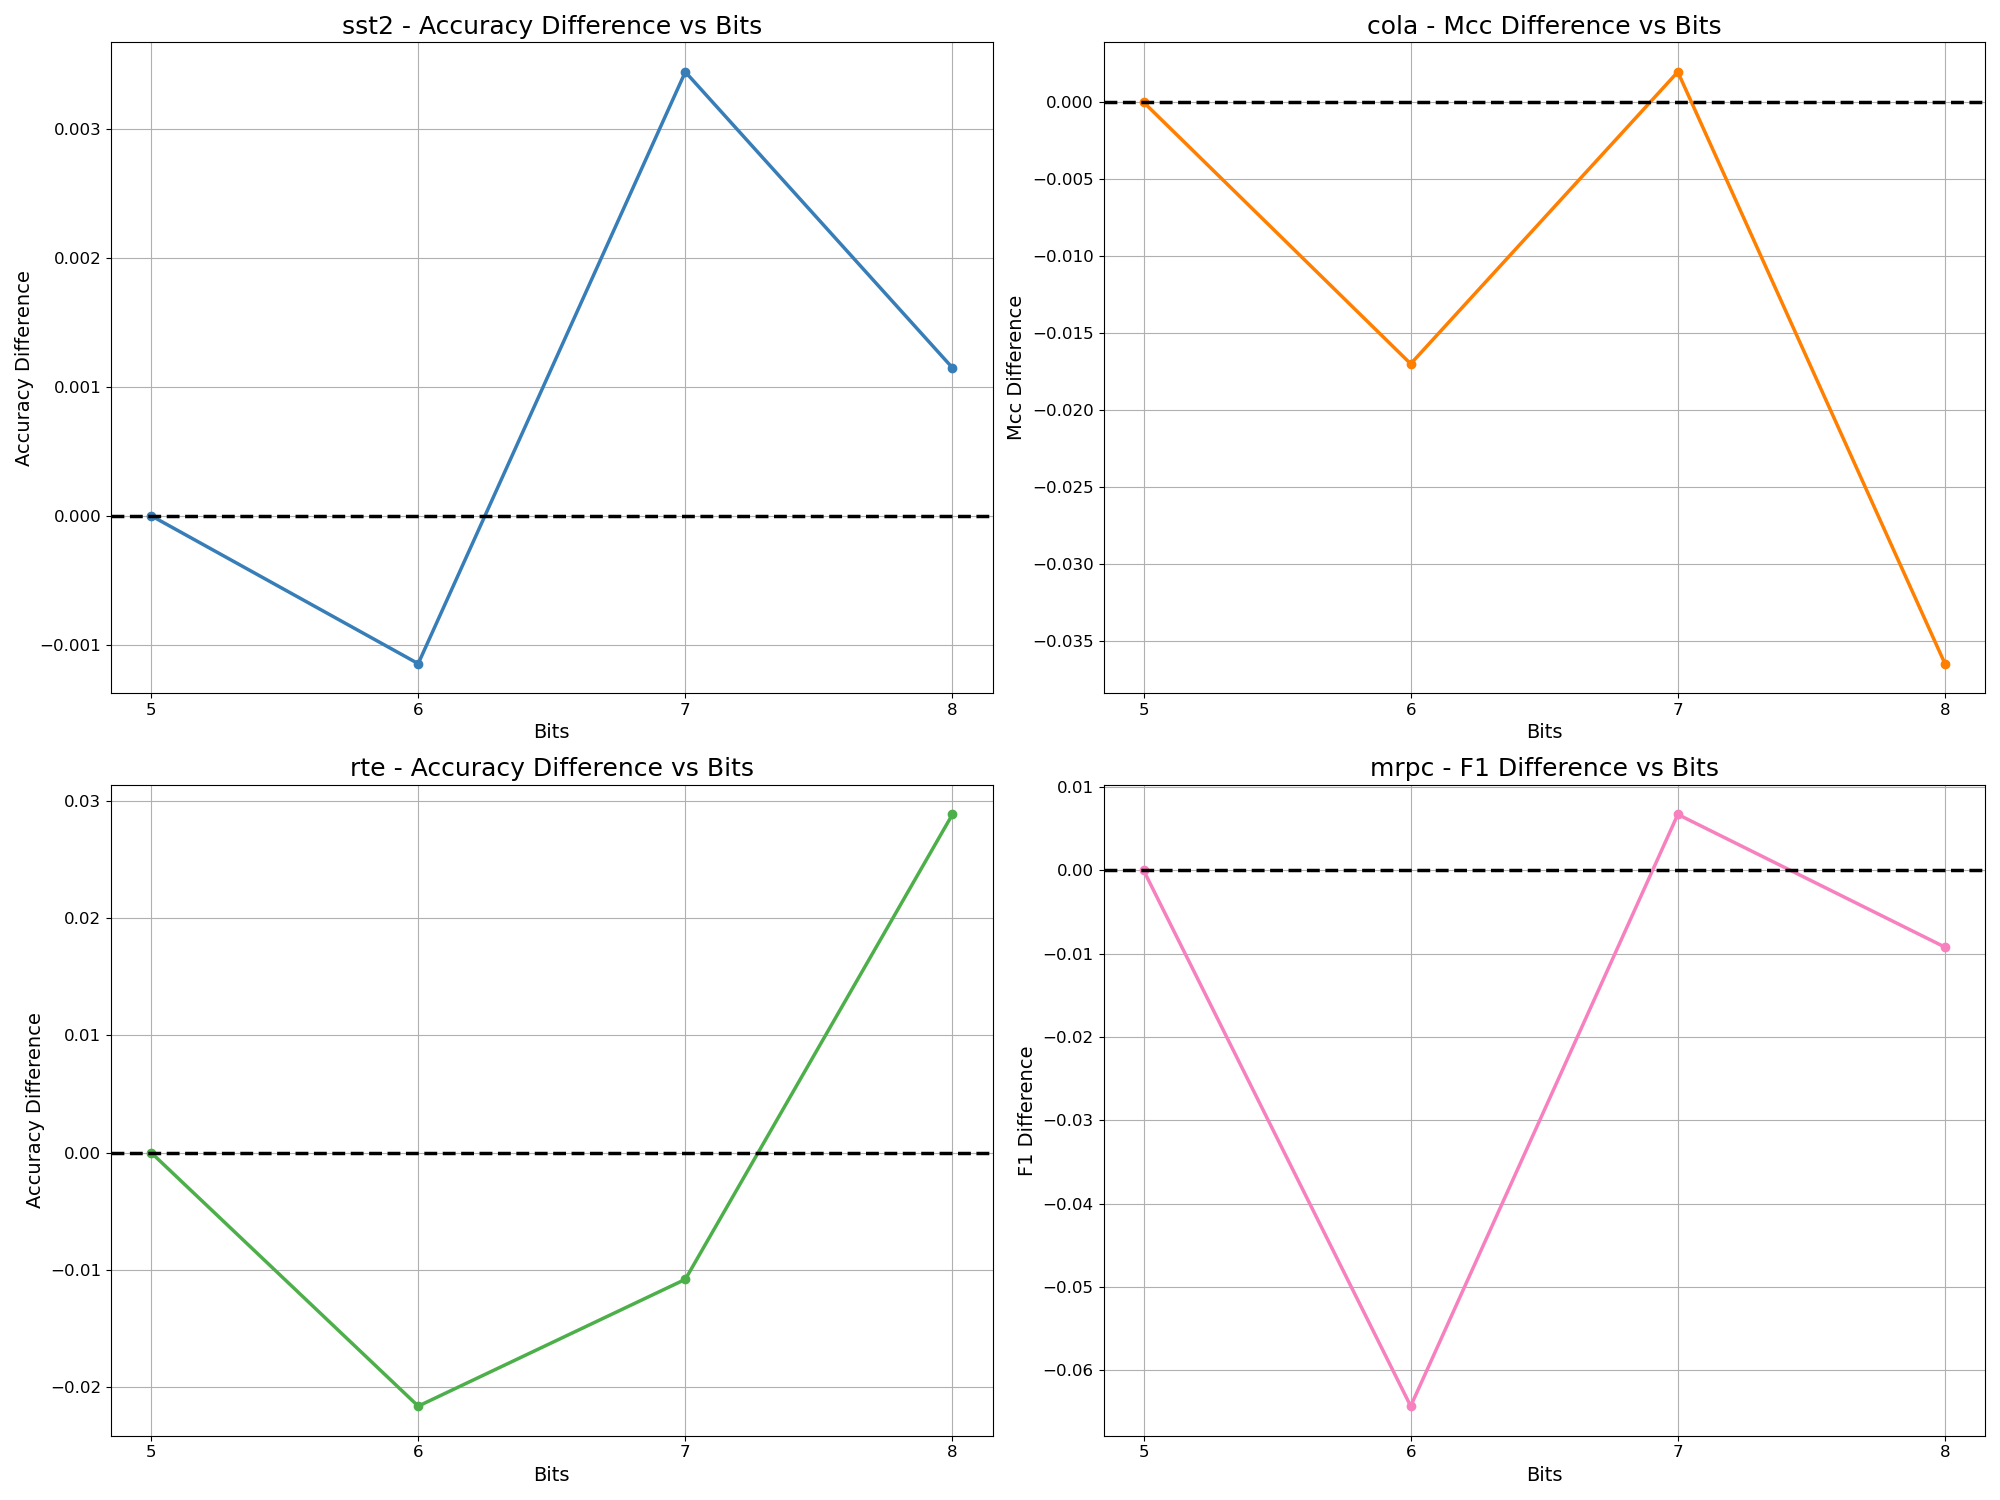 sst2 - Accuracy Difference vs Bits
0.003
0.002
0.001
0.000
−0.001
Accuracy Difference
5 6 7 8
Bits
cola - Mcc Difference vs Bits
0.000
−0.005
−0.010
−0.015
−0.020
−0.025
−0.030
−0.035
Mcc Difference
5 6 7 8
Bits
rte - Accuracy Difference vs Bits
0.03
0.02
0.01
0.00
−0.01
−0.02
Accuracy Difference
5 6 7 8
Bits
mrpc - F1 Difference vs Bits
0.01
0.00
−0.01
−0.02
−0.03
−0.04
−0.05
−0.06
F1 Difference
5 6 7 8
Bits